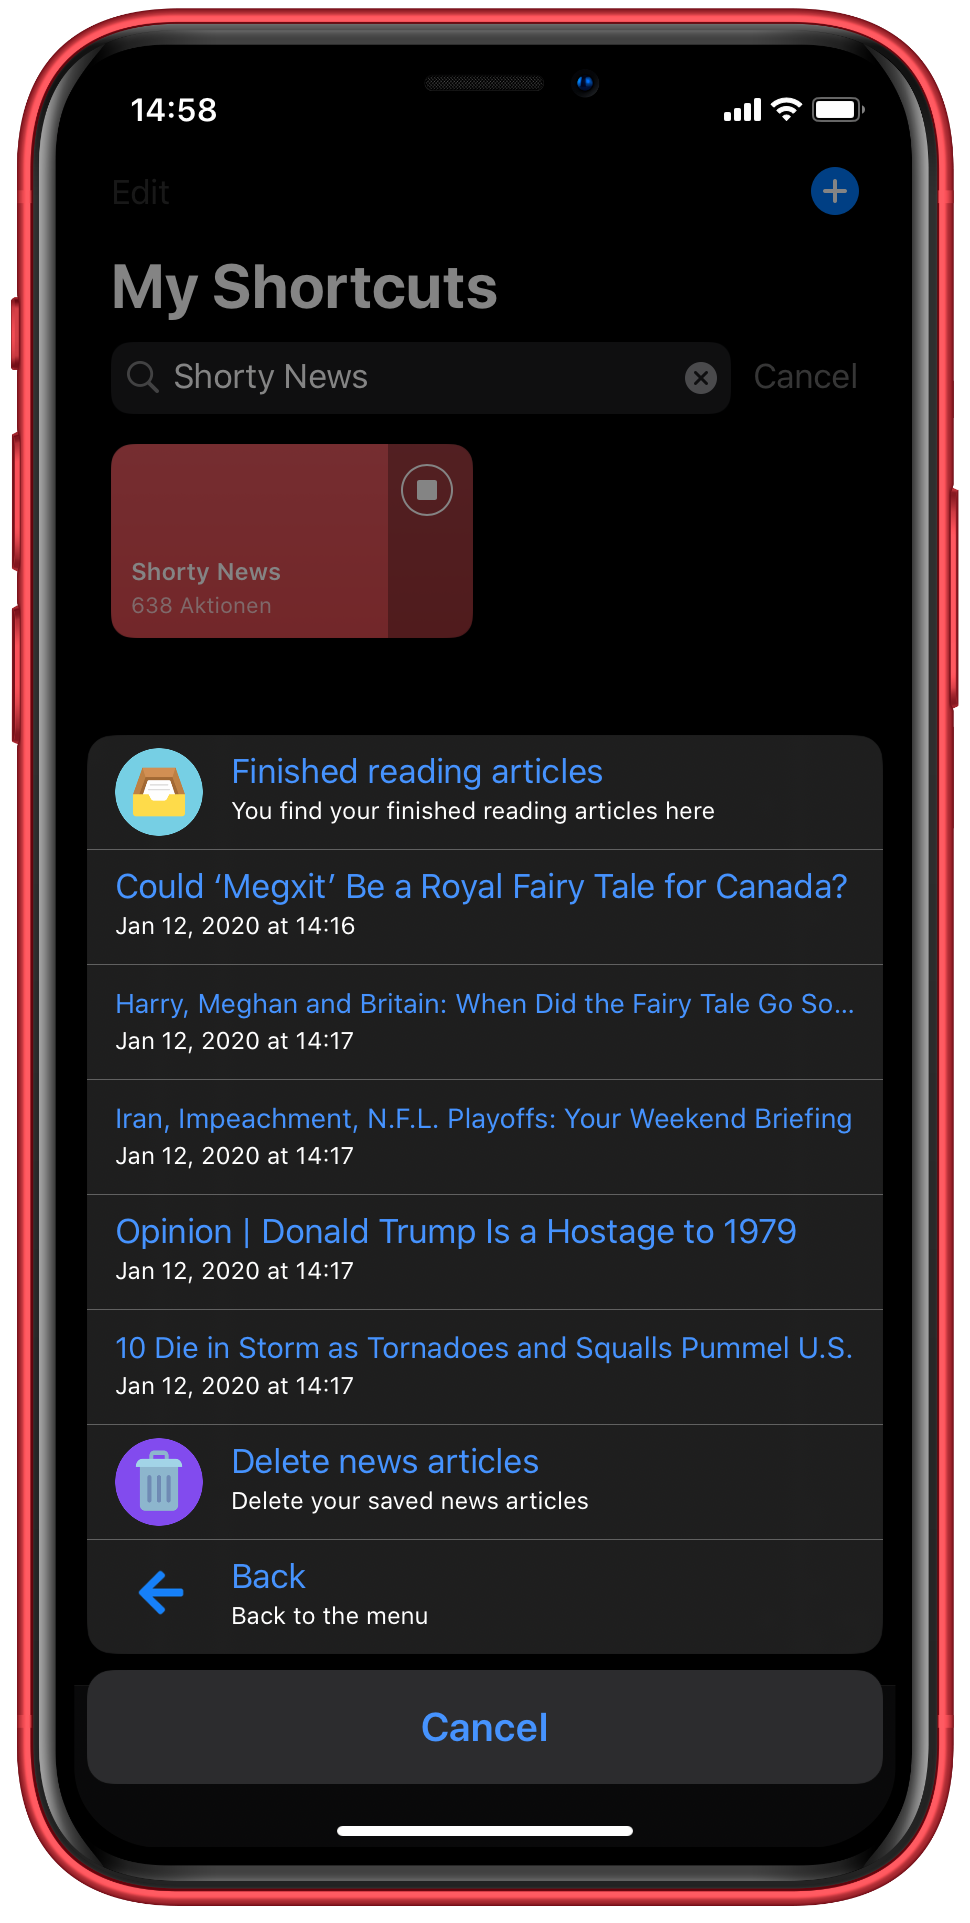 14:58
Edit
My Shortcuts
Shorty News
Cancel
Shorty News
638 Aktionen
Finished reading articles
You find your finished reading articles here
Could ‘Megxit’ Be a Royal Fairy Tale for Canada?
Jan 12, 2020 at 14:16
Harry, Meghan and Britain: When Did the Fairy Tale Go So...
Jan 12, 2020 at 14:17
Iran, Impeachment, N.F.L. Playoffs: Your Weekend Briefing
Jan 12, 2020 at 14:17
Opinion | Donald Trump Is a Hostage to 1979
Jan 12, 2020 at 14:17
10 Die in Storm as Tornadoes and Squalls Pummel U.S.
Jan 12, 2020 at 14:17
Delete news articles
Delete your saved news articles
Back
Back to the menu
Cancel